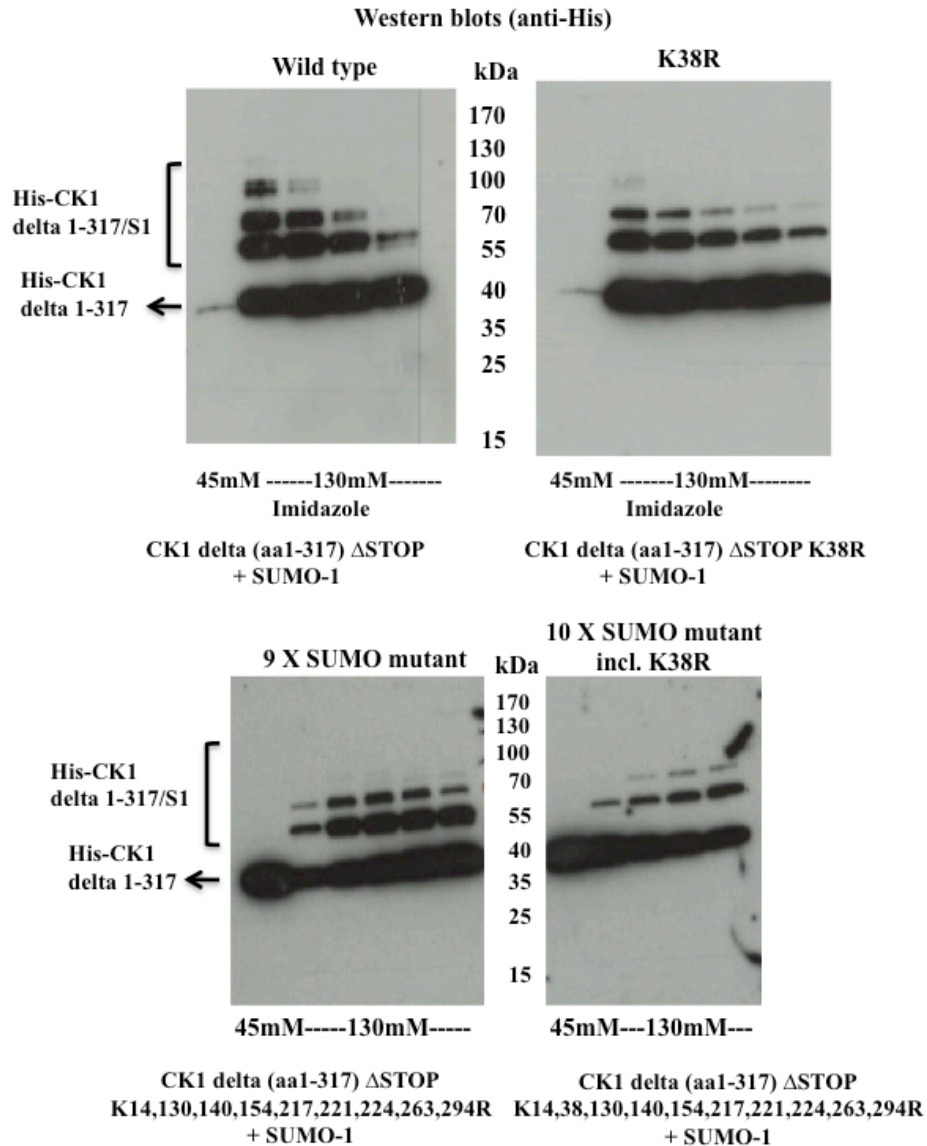 Western blots (anti-His)
Wild type
kDa
K38R
170
130
100
70
55
40
35
25
15
His-CK1
delta 1-317/S1
His-CK1
delta 1-317
45mM ------130mM-------
Imidazole
CK1 delta (aa1-317) ΔSTOP
+ SUMO-1
45mM -------130mM--------
Imidazole
CK1 delta (aa1-317) ΔSTOP K38R
+ SUMO-1
9 X SUMO mutant
kDa
10 X SUMO mutant
incl. K38R
170
130
100
70
55
40
35
25
15
His-CK1
delta 1-317/S1
His-CK1
delta 1-317
45mM-----130mM-----
CK1 delta (aa1-317) ΔSTOP
K14,130,140,154,217,221,224,263,294R
+ SUMO-1
45mM---130mM---
CK1 delta (aa1-317) ΔSTOP
K14,38,130,140,154,217,221,224,263,294R
+ SUMO-1